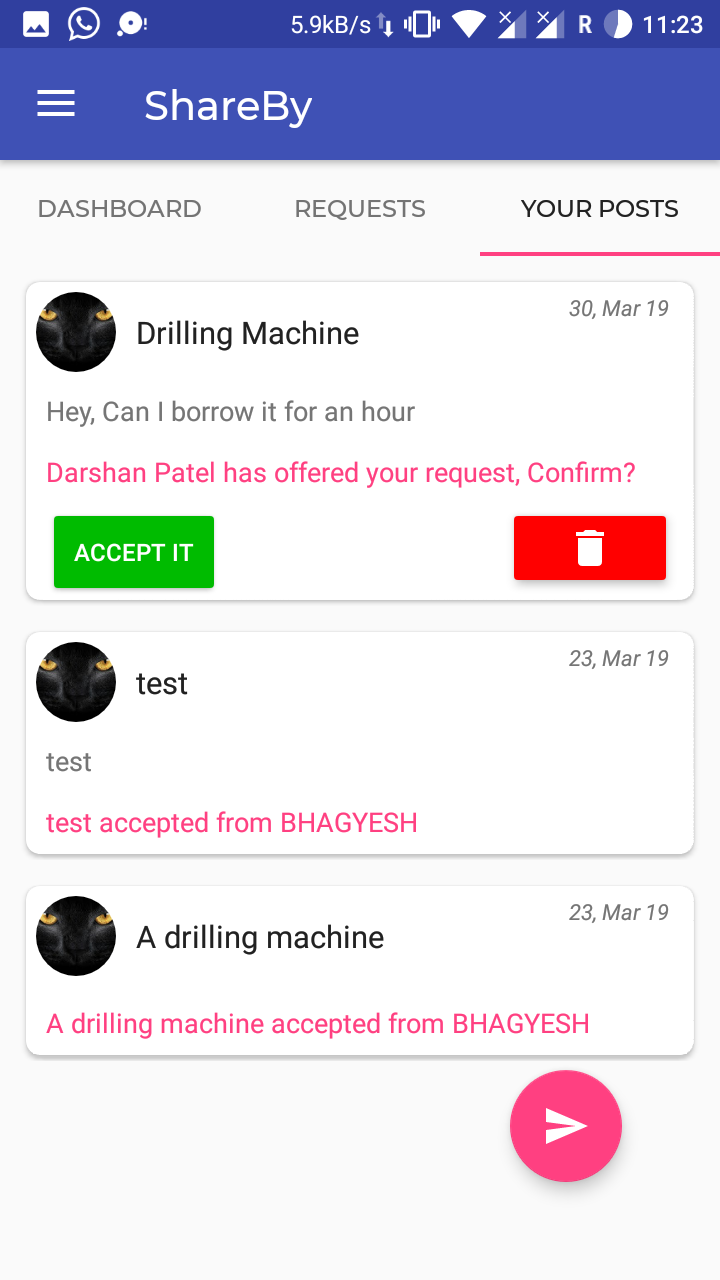 5.9kB/s R 11:23
ShareBy
DASHBOARD REQUESTS YOUR POSTS
30, Mar 19
Drilling Machine
Hey, Can I borrow it for an hour
Darshan Patel has offered your request, Confirm?
ACCEPT IT
23, Mar 19
test
test
test accepted from BHAGYESH
23, Mar 19
A drilling machine
A drilling machine accepted from BHAGYESH